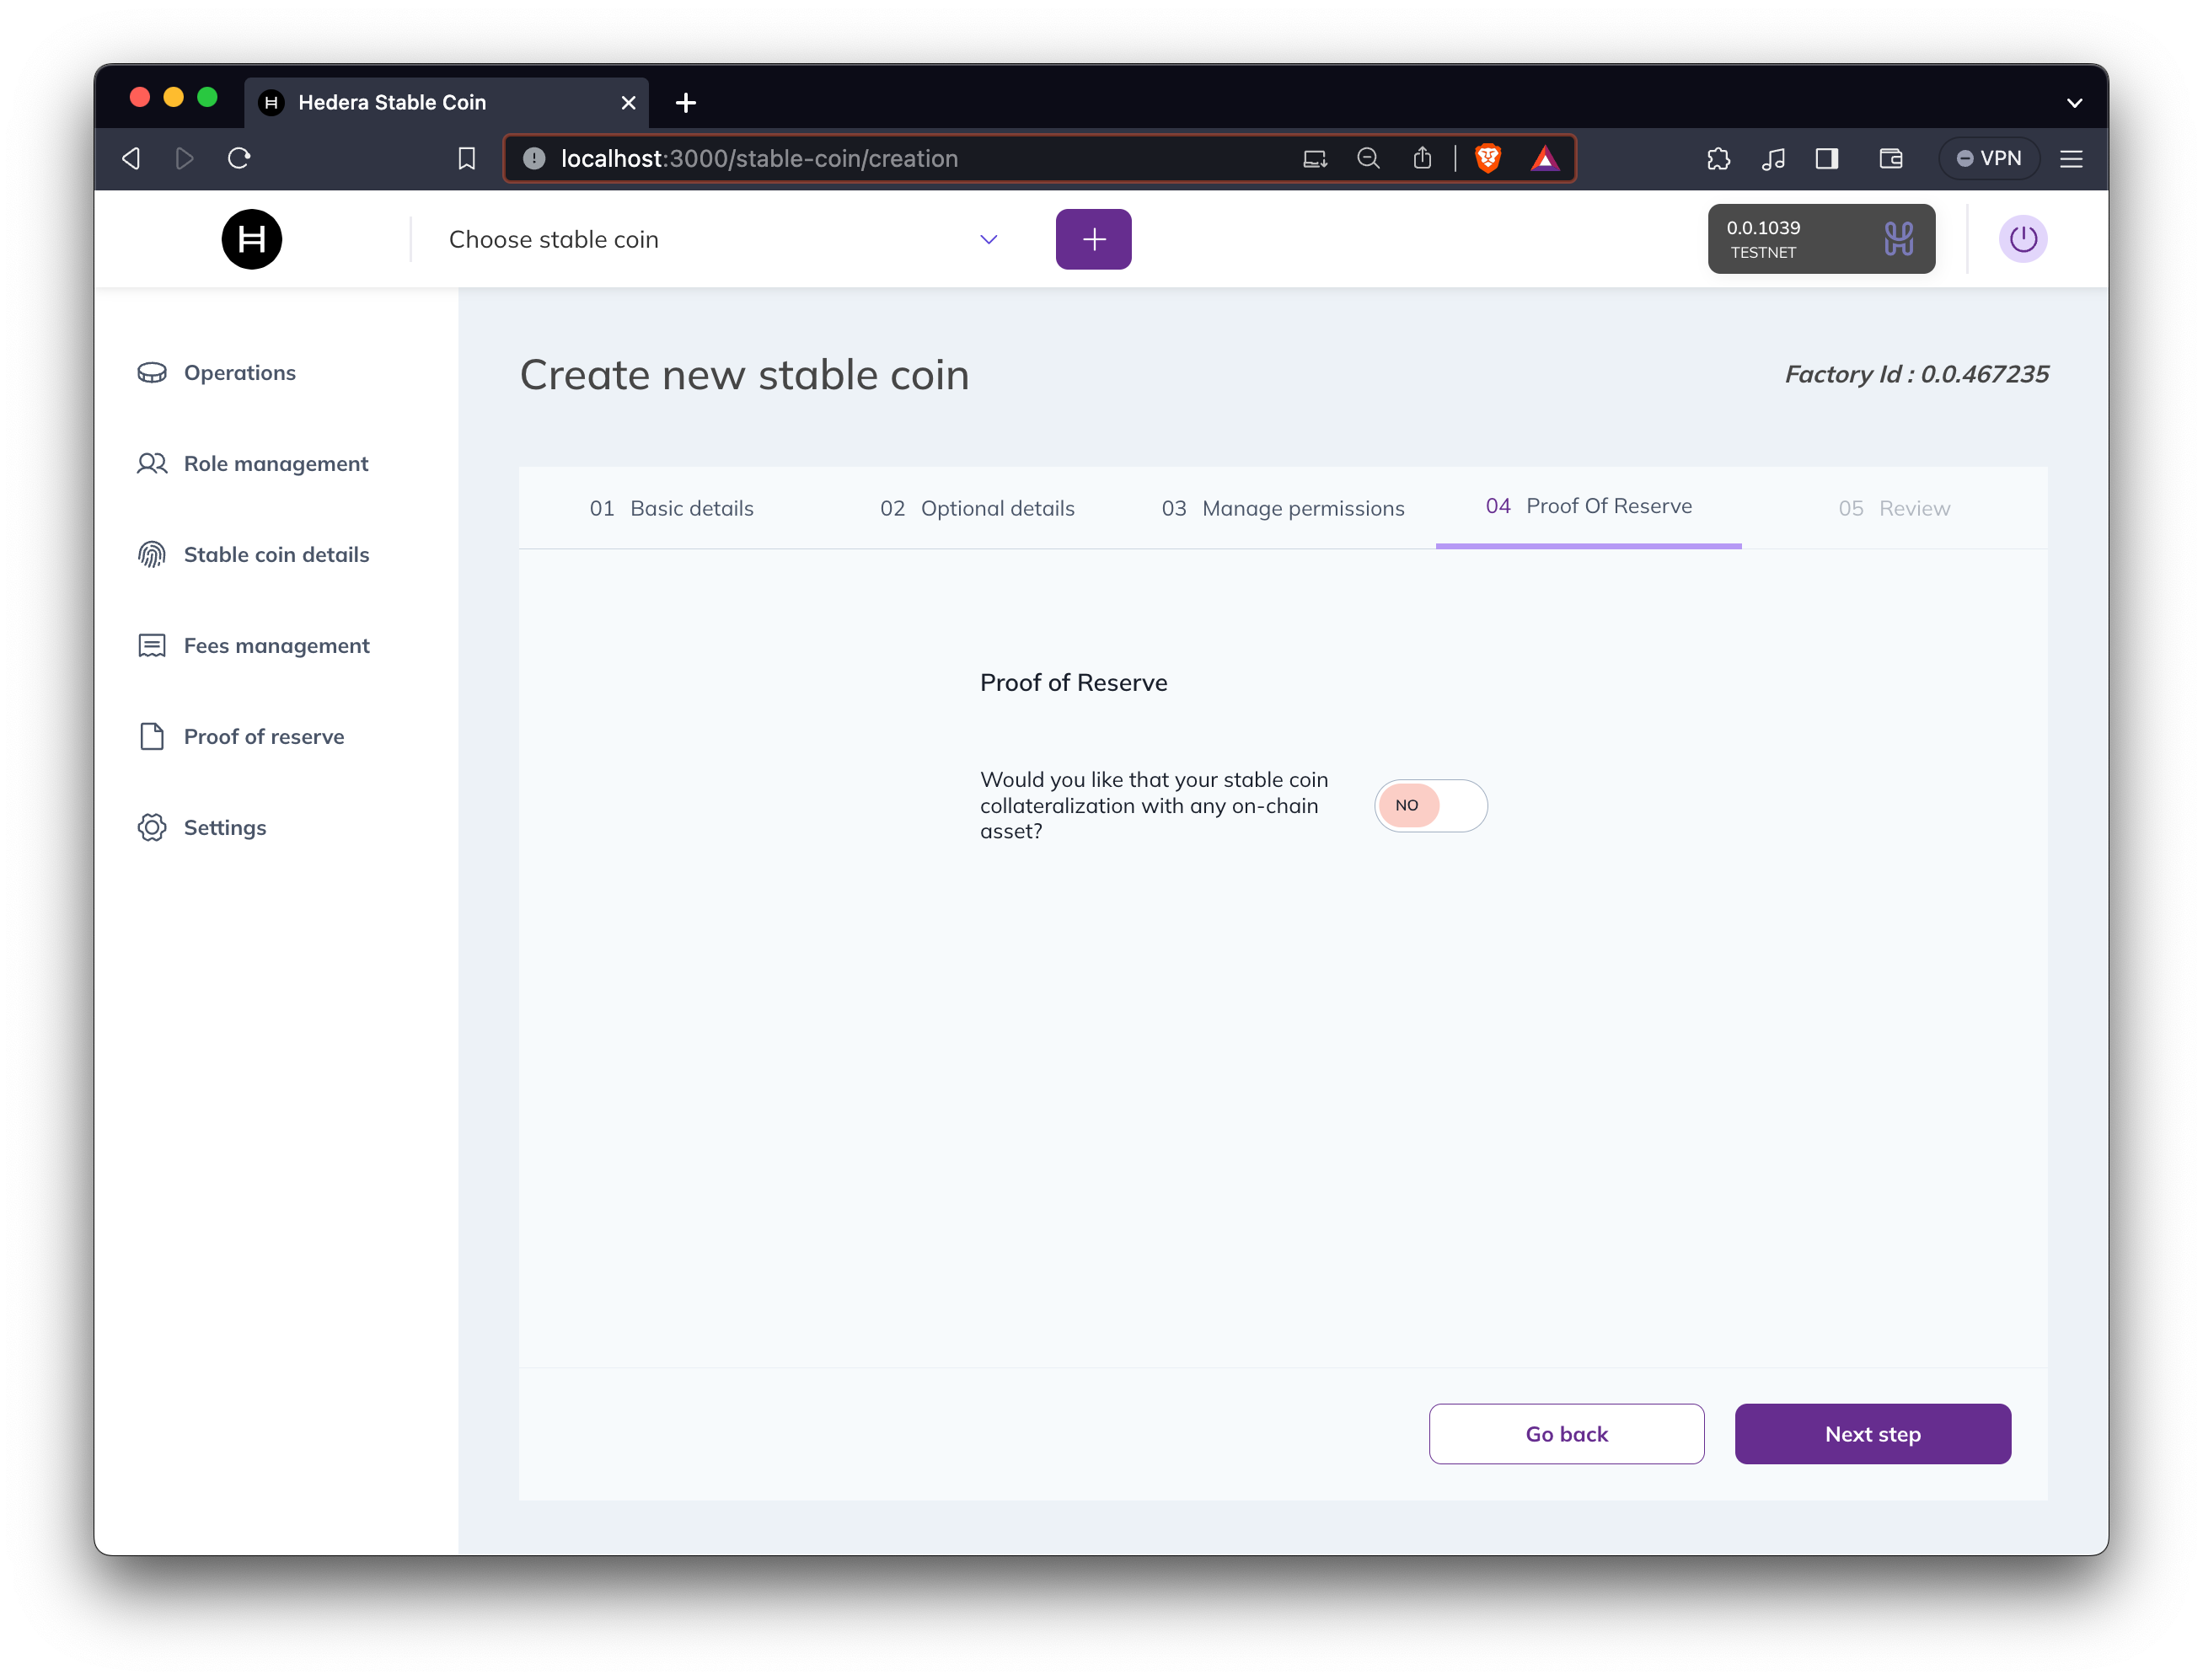 Hedera Stable Coin
localhost:3000/stable-coin/creation
VPN
Choose stable coin
0.0.1039
TESTNET
Operations
Role management
Stable coin details
Fees management
Proof of reserve
Settings
Create new stable coin
Factory Id : 0.0.467235
01 Basic details
02 Optional details
03 Manage permissions
04 Proof Of Reserve
05 Review
Proof of Reserve
Would you like that your stable coin
collateralization with any on-chain
asset?
NO
Go back
Next step